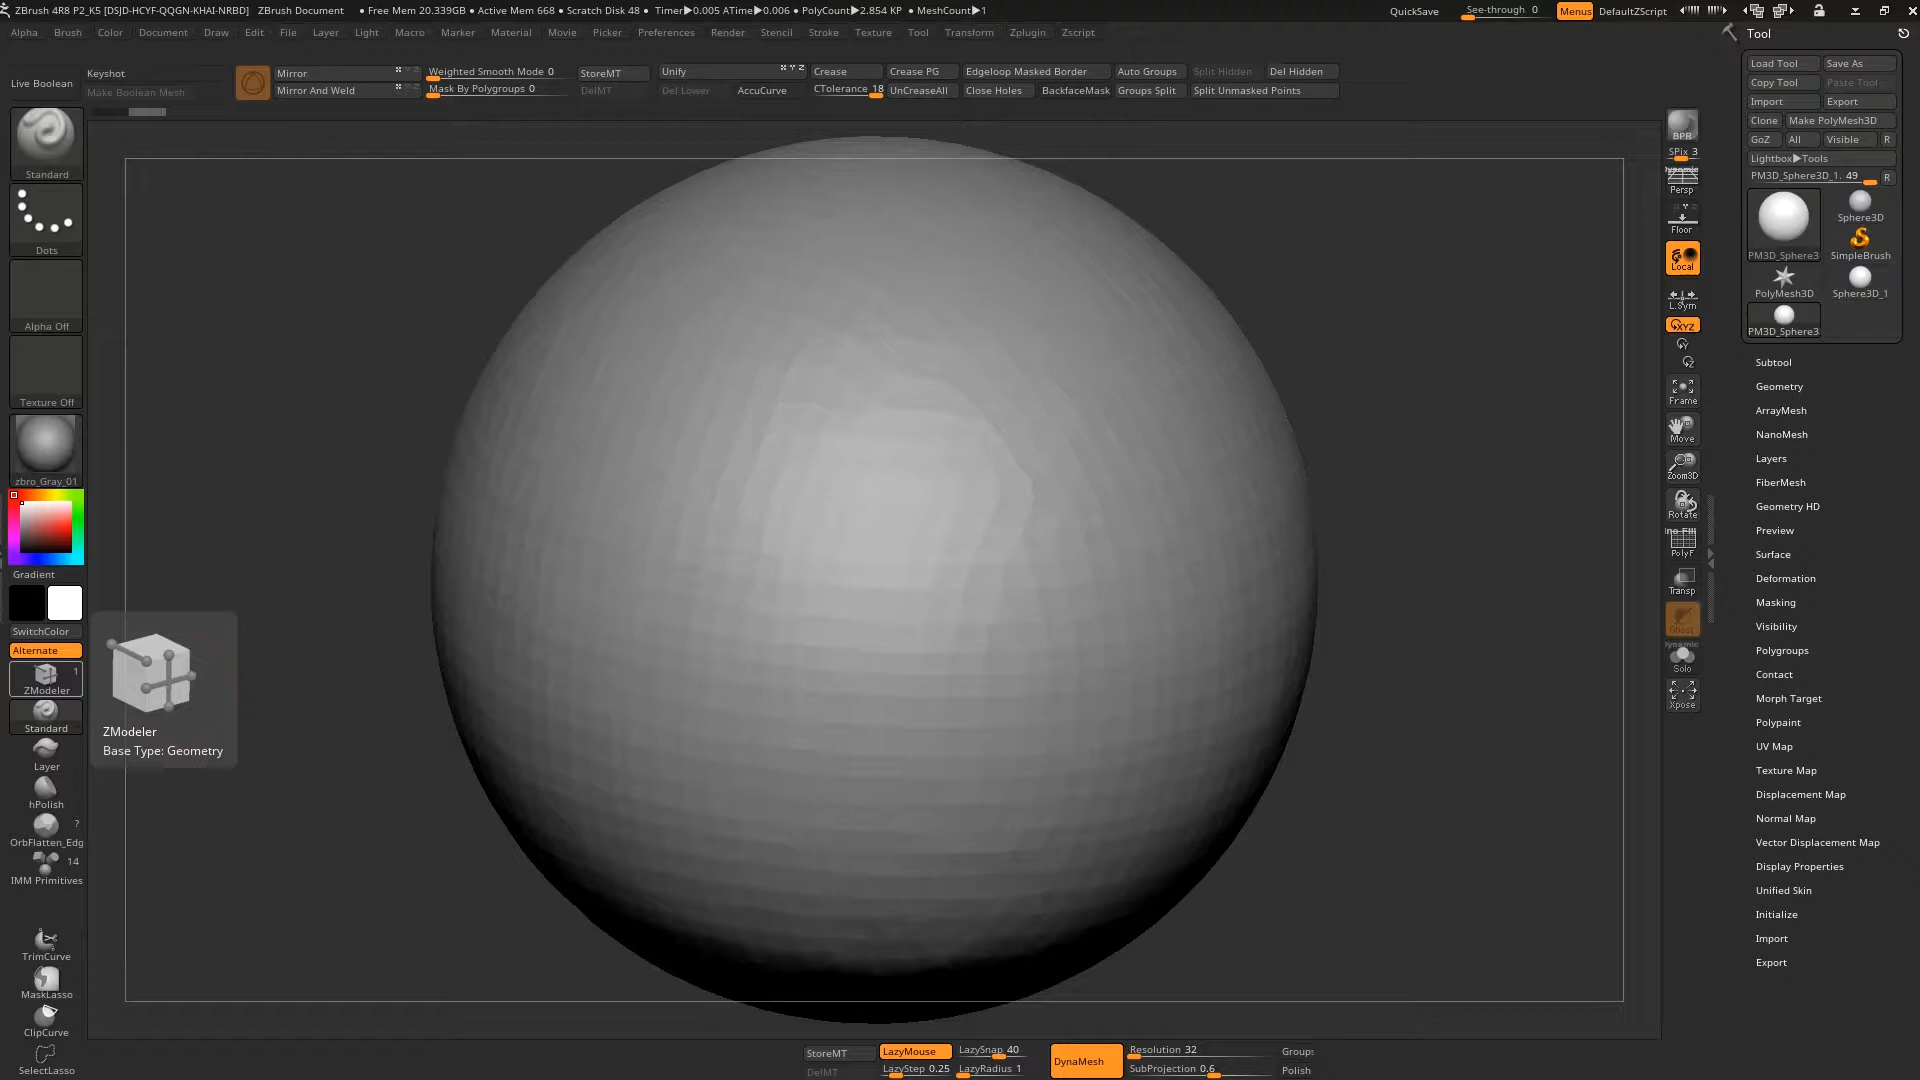 ZBrush 4R8 P2_K5 [DSJD-HCYF-QQGN-KHAI-NRBD] ZBrush Document • Free Mem 20.339GB • Active Mem 668 • Scratch Disk 48 • Timer▶0.005 ATime▶0.006 • PolyCount▶2.854 KP • MeshCount▶1 QuickSave See-through 0 Menus DefaultZScript
Alpha Brush Color Document Draw Edit File Layer Light Macro Marker Material Movie Picker Preferences Render Stencil Stroke Texture Tool Transform Zplugin Zscript
Live Boolean
Keyshot
Make Boolean Mesh
Mirror
Mirror And Weld
Weighted Smooth Mode 0
Mask By Polygroups 0
StoreMT
DelMT
Unify
Del Lower AccuCurve
Crease
CTolerance 18
Crease PG
UnCreaseAll
Edgeloop Masked Border
Close Holes BackfaceMask
Auto Groups
Groups Split
Split Hidden
Del Hidden
Split Unmasked Points
Standard
Dots
Alpha Off
Texture Off
zbro_Gray_01
Gradient
SwitchColor
Alternate
1
ZModeler
Standard
Layer
hPolish
?
OrbFlatten_Edg
14
IMM Primitives
TrimCurve
MaskLasso
ClipCurve
SelectLasso
ZModeler
Base Type: Geometry
BPR
SPix 3
Dynamic
Persp
Floor
Local
L.Sym
XYZ
Y
Z
Frame
Move
Zoom3D
Rotate
PolyF
Transp
Ghost
Dynamic
Solo
Xpose
Tool
Load Tool Save As
Copy Tool Paste Tool
Import Export
Clone Make PolyMesh3D
GoZ All Visible R
Lightbox▶Tools
PM3D_Sphere3D_1. 49 R
PM3D_Sphere3
Sphere3D
SimpleBrush
PolyMesh3D
Sphere3D_1
PM3D_Sphere3
Subtool
Geometry
ArrayMesh
NanoMesh
Layers
FiberMesh
Geometry HD
Preview
Surface
Deformation
Masking
Visibility
Polygroups
Contact
Morph Target
Polypaint
UV Map
Texture Map
Displacement Map
Normal Map
Vector Displacement Map
Display Properties
Unified Skin
Initialize
Import
Export
StoreMT
DelMT
LazyMouse LazySnap 40
LazyStep 0.25 LazyRadius 1
DynaMesh
Resolution 32
SubProjection 0.6
Groups
Polish